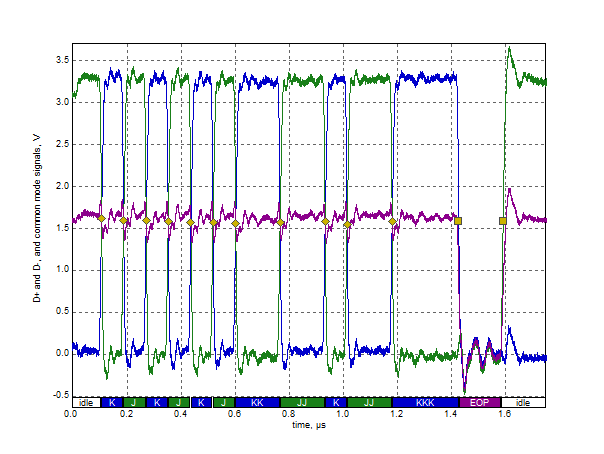 D+ and D-, and common mode signals, V
3.5
3.0
2.5
2.0
1.5
1.0
0.5
0.0
-0.5
idle K J K J K J KK JJ K JJ KKK EOP idle
0.0 0.2 0.4 0.6 0.8 1.0 1.2 1.4 1.6
time, µs